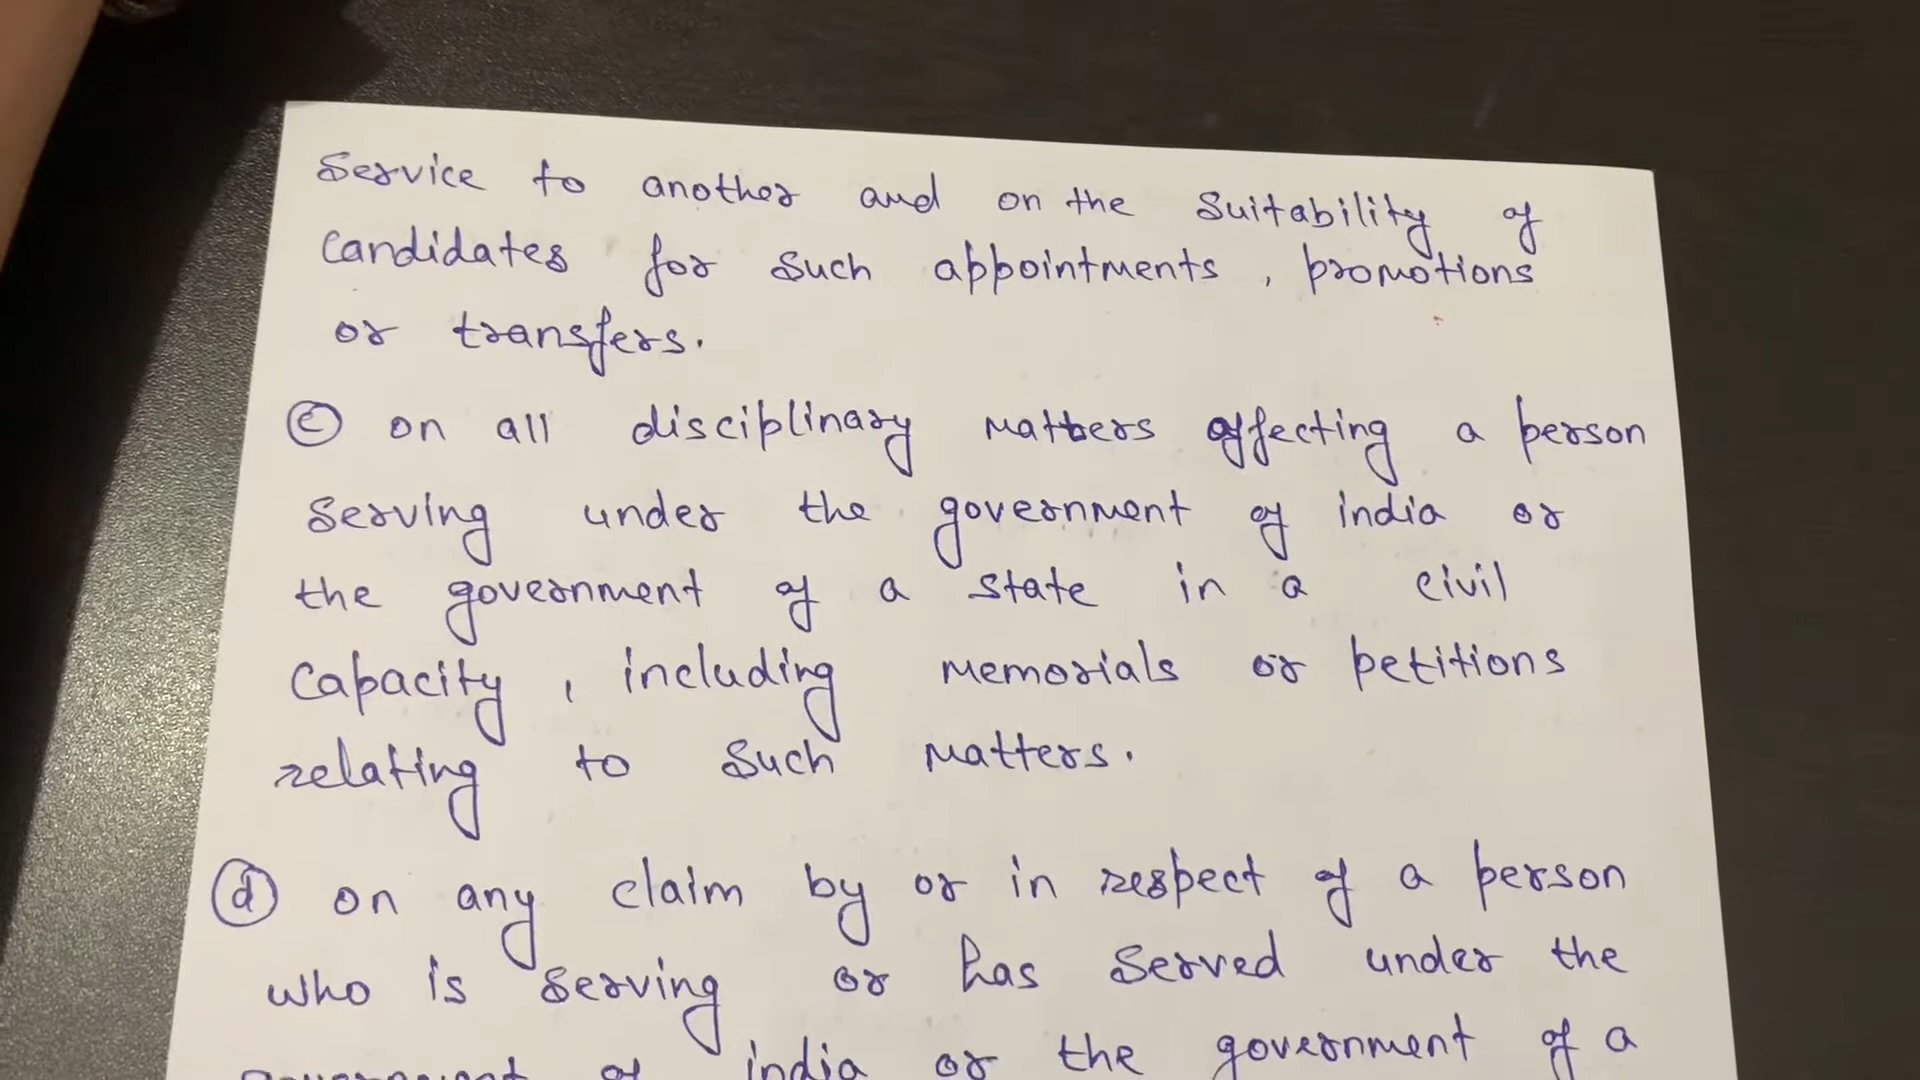 Service to another and on the suitability of
candidates for such appointments, promotions
or transfers.
c on all disciplinary matters affecting a person
serving under the government of india or
the government of a state in a civil
capacity, including memorials or petitions
relating to such matters.
d on any claim by or in respect of a person
who is serving or has served under the
government of india or the government of a